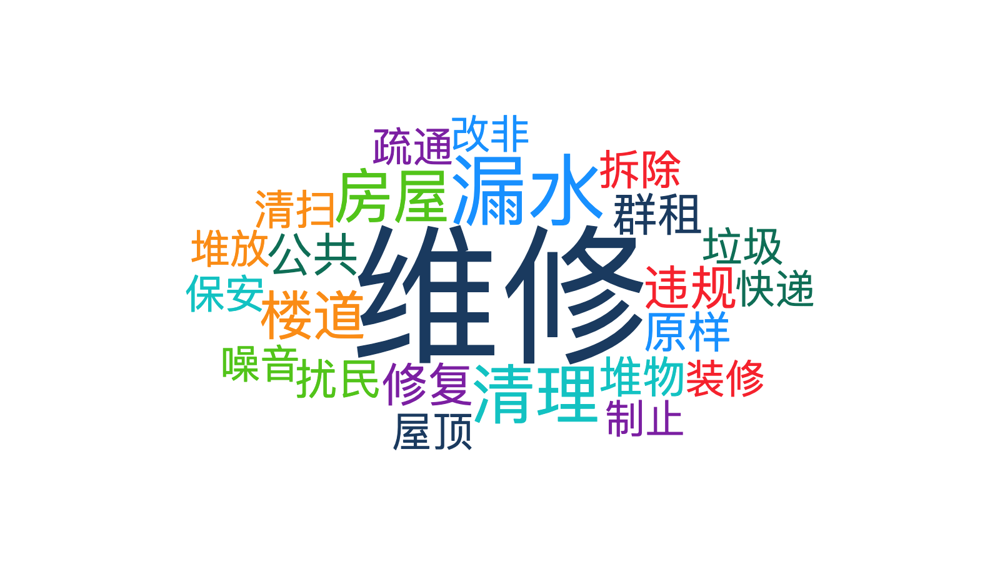 改非
疏通
漏水
拆除
房屋
清扫
群租
维修
垃圾
堆放
公共
违规
快递
保安
楼道
原样
噪音
扰民
修复
清理
堆物
装修
制止
屋顶